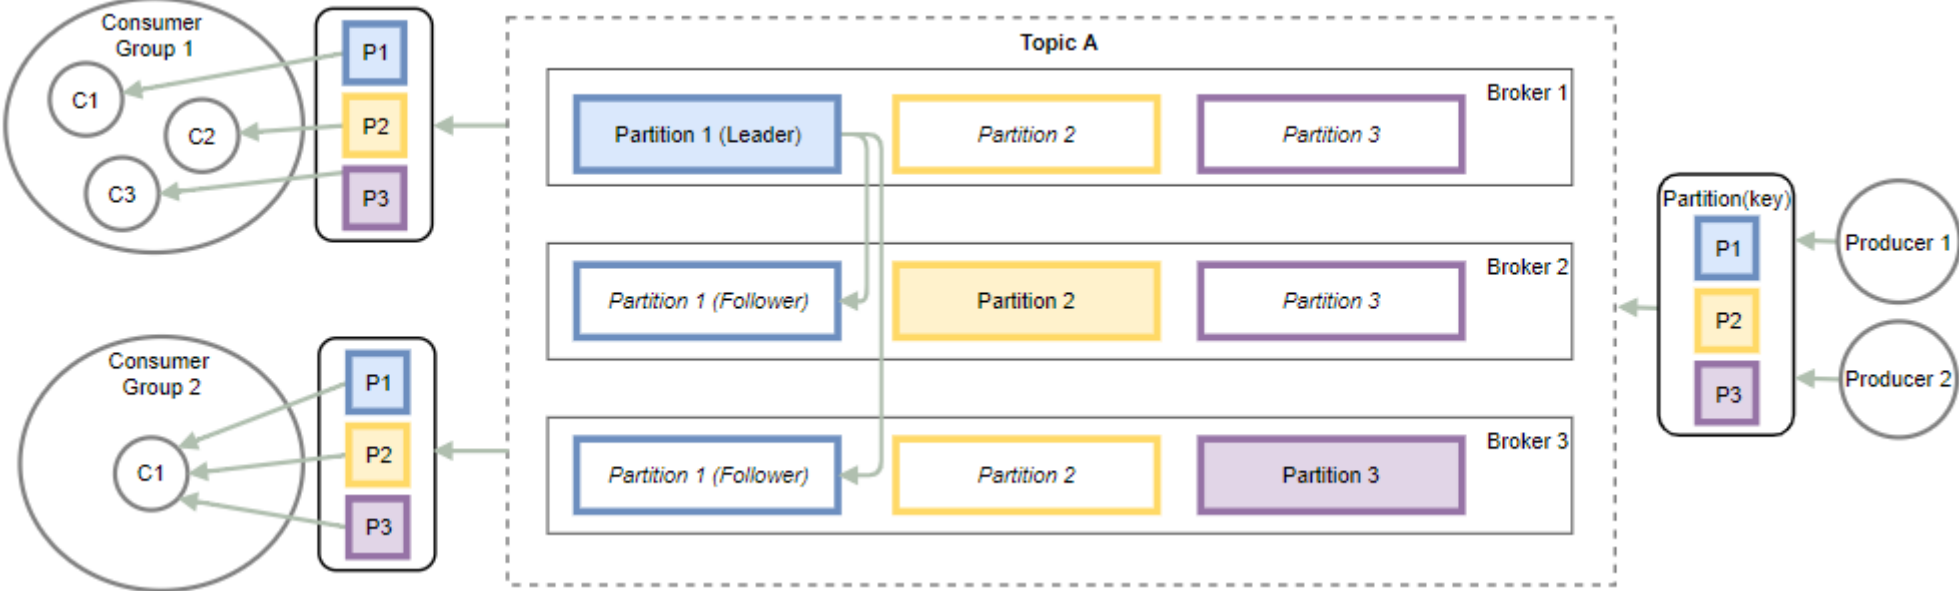 Consumer
Group 1
C1
C2
C3
P1
P2
P3
Consumer
Group 2
C1
P1
P2
P3
Topic A
Broker 1
Partition 1 (Leader)
Partition 2
Partition 3
Broker 2
Partition 1 (Follower)
Partition 2
Partition 3
Broker 3
Partition 1 (Follower)
Partition 2
Partition 3
Partition(key)
P1
P2
P3
Producer 1
Producer 2